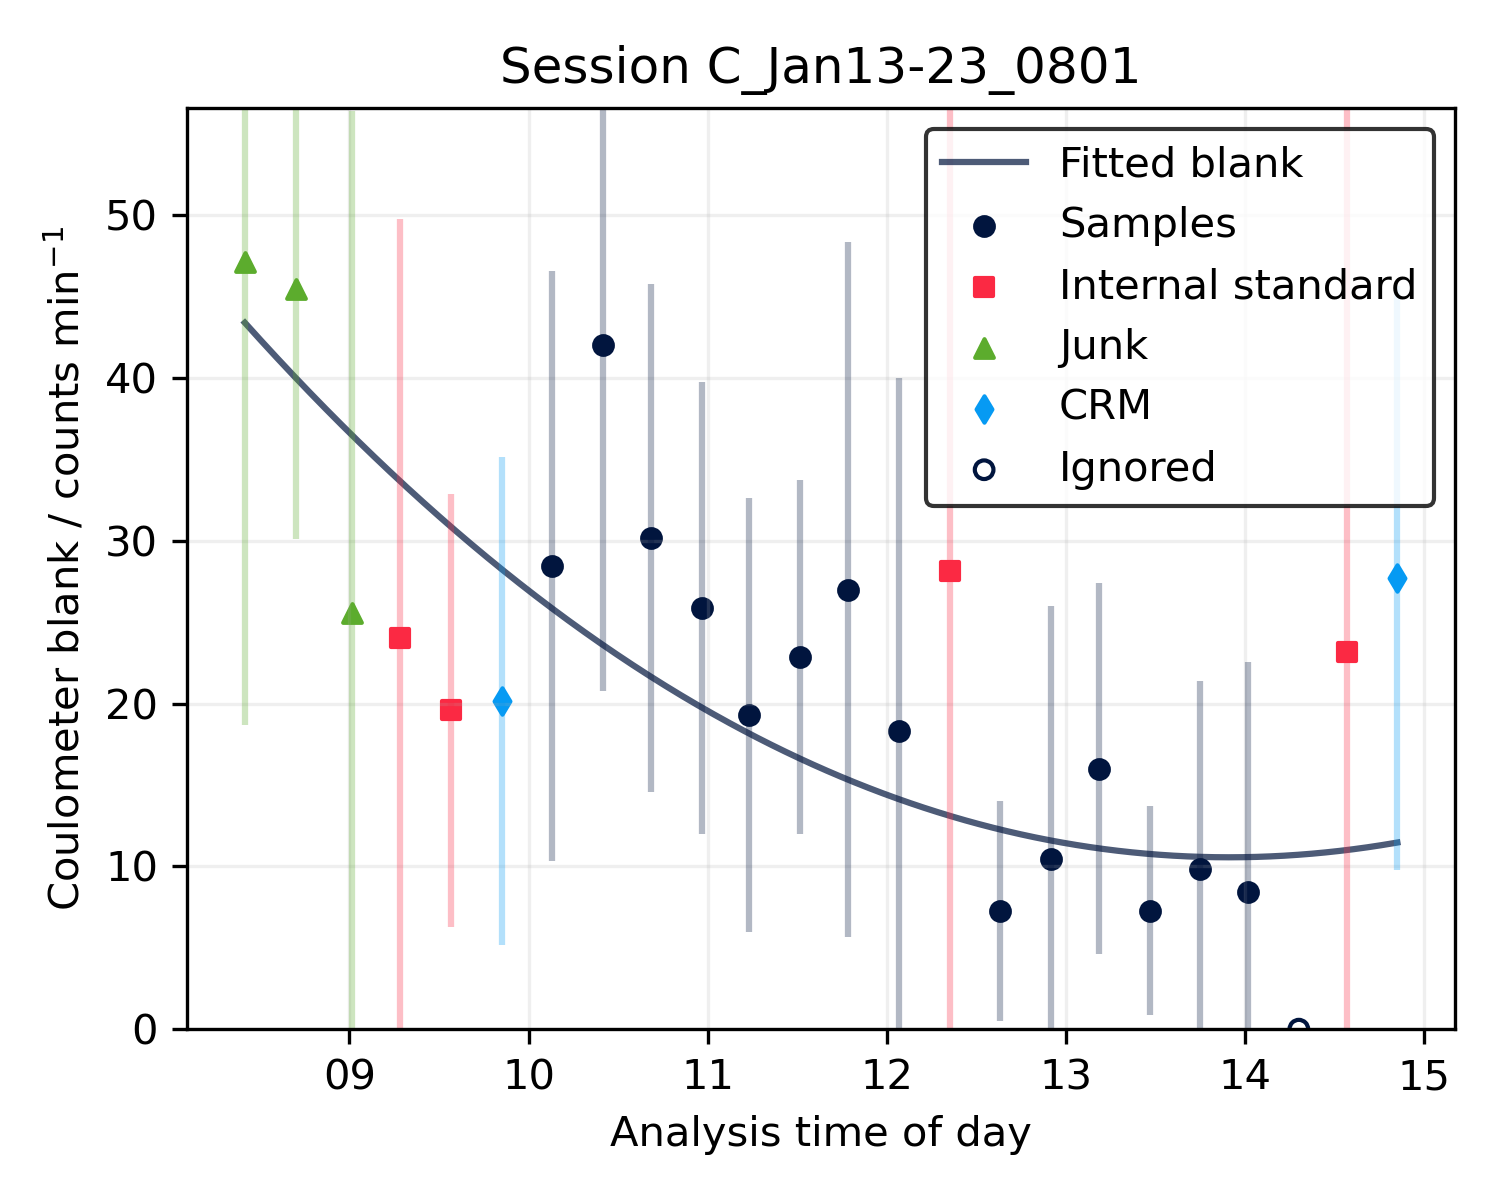 Session C_Jan13-23_0801
Coulometer blank / counts min⁻¹
50
40
30
20
10
0
Fitted blank
Samples
Internal standard
Junk
CRM
Ignored
09 10 11 12 13 14 15
Analysis time of day